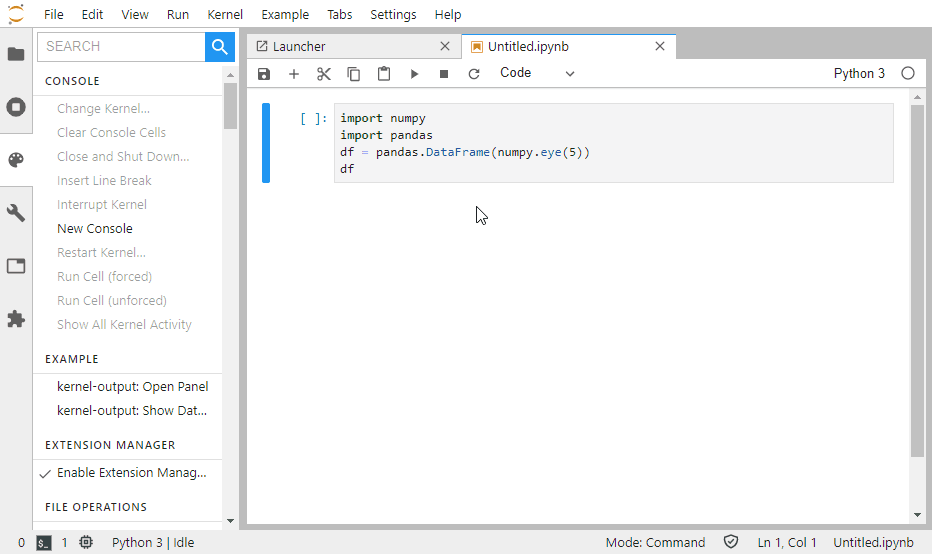 File Edit View Run Kernel Example Tabs Settings Help
SEARCH
CONSOLE
Change Kernel...
Clear Console Cells
Close and Shut Down...
Insert Line Break
Interrupt Kernel
New Console
Restart Kernel...
Run Cell (forced)
Run Cell (unforced)
Show All Kernel Activity
EXAMPLE
kernel-output: Open Panel
kernel-output: Show Dat...
EXTENSION MANAGER
Enable Extension Manag...
FILE OPERATIONS
Launcher
Untitled.ipynb
Code
Python 3
[ ]:
import numpy
import pandas
df = pandas.DataFrame(numpy.eye(5))
df
0 $_ 1 Python 3 | Idle Mode: Command Ln 1, Col 1 Untitled.ipynb